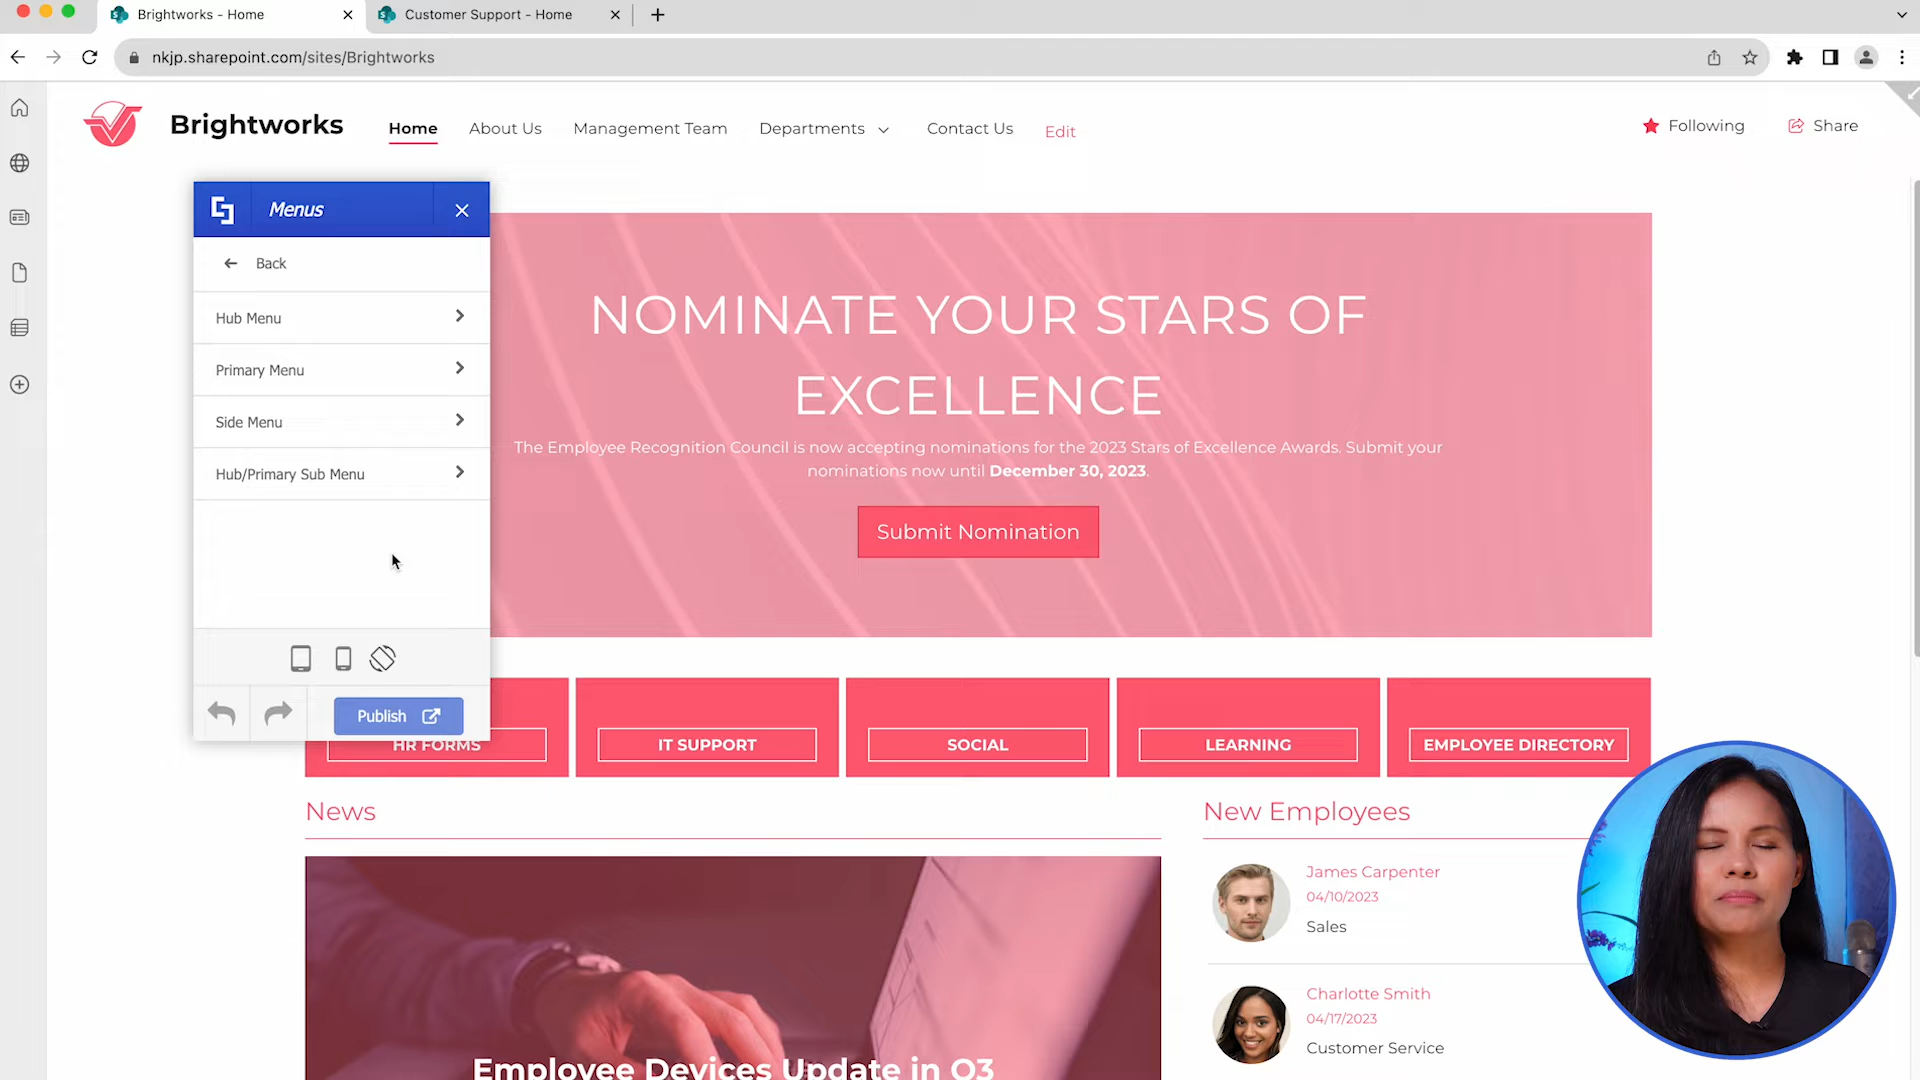 Brightworks - Home
Customer Support - Home
nkjp.sharepoint.com/sites/Brightworks
Brightworks
Home
About Us
Management Team
Departments
Contact Us
Edit
Following
Share
Menus
Back
Hub Menu
Primary Menu
Side Menu
Hub/Primary Sub Menu
Publish
NOMINATE YOUR STARS OF
EXCELLENCE
The Employee Recognition Council is now accepting nominations for the 2023 Stars of Excellence Awards. Submit your
nominations now until December 30, 2023.
Submit Nomination
HR FORMS
IT SUPPORT
SOCIAL
LEARNING
EMPLOYEE DIRECTORY
News
Employee Devices Update in Q3
New Employees
James Carpenter
04/10/2023
Sales
Charlotte Smith
04/17/2023
Customer Service